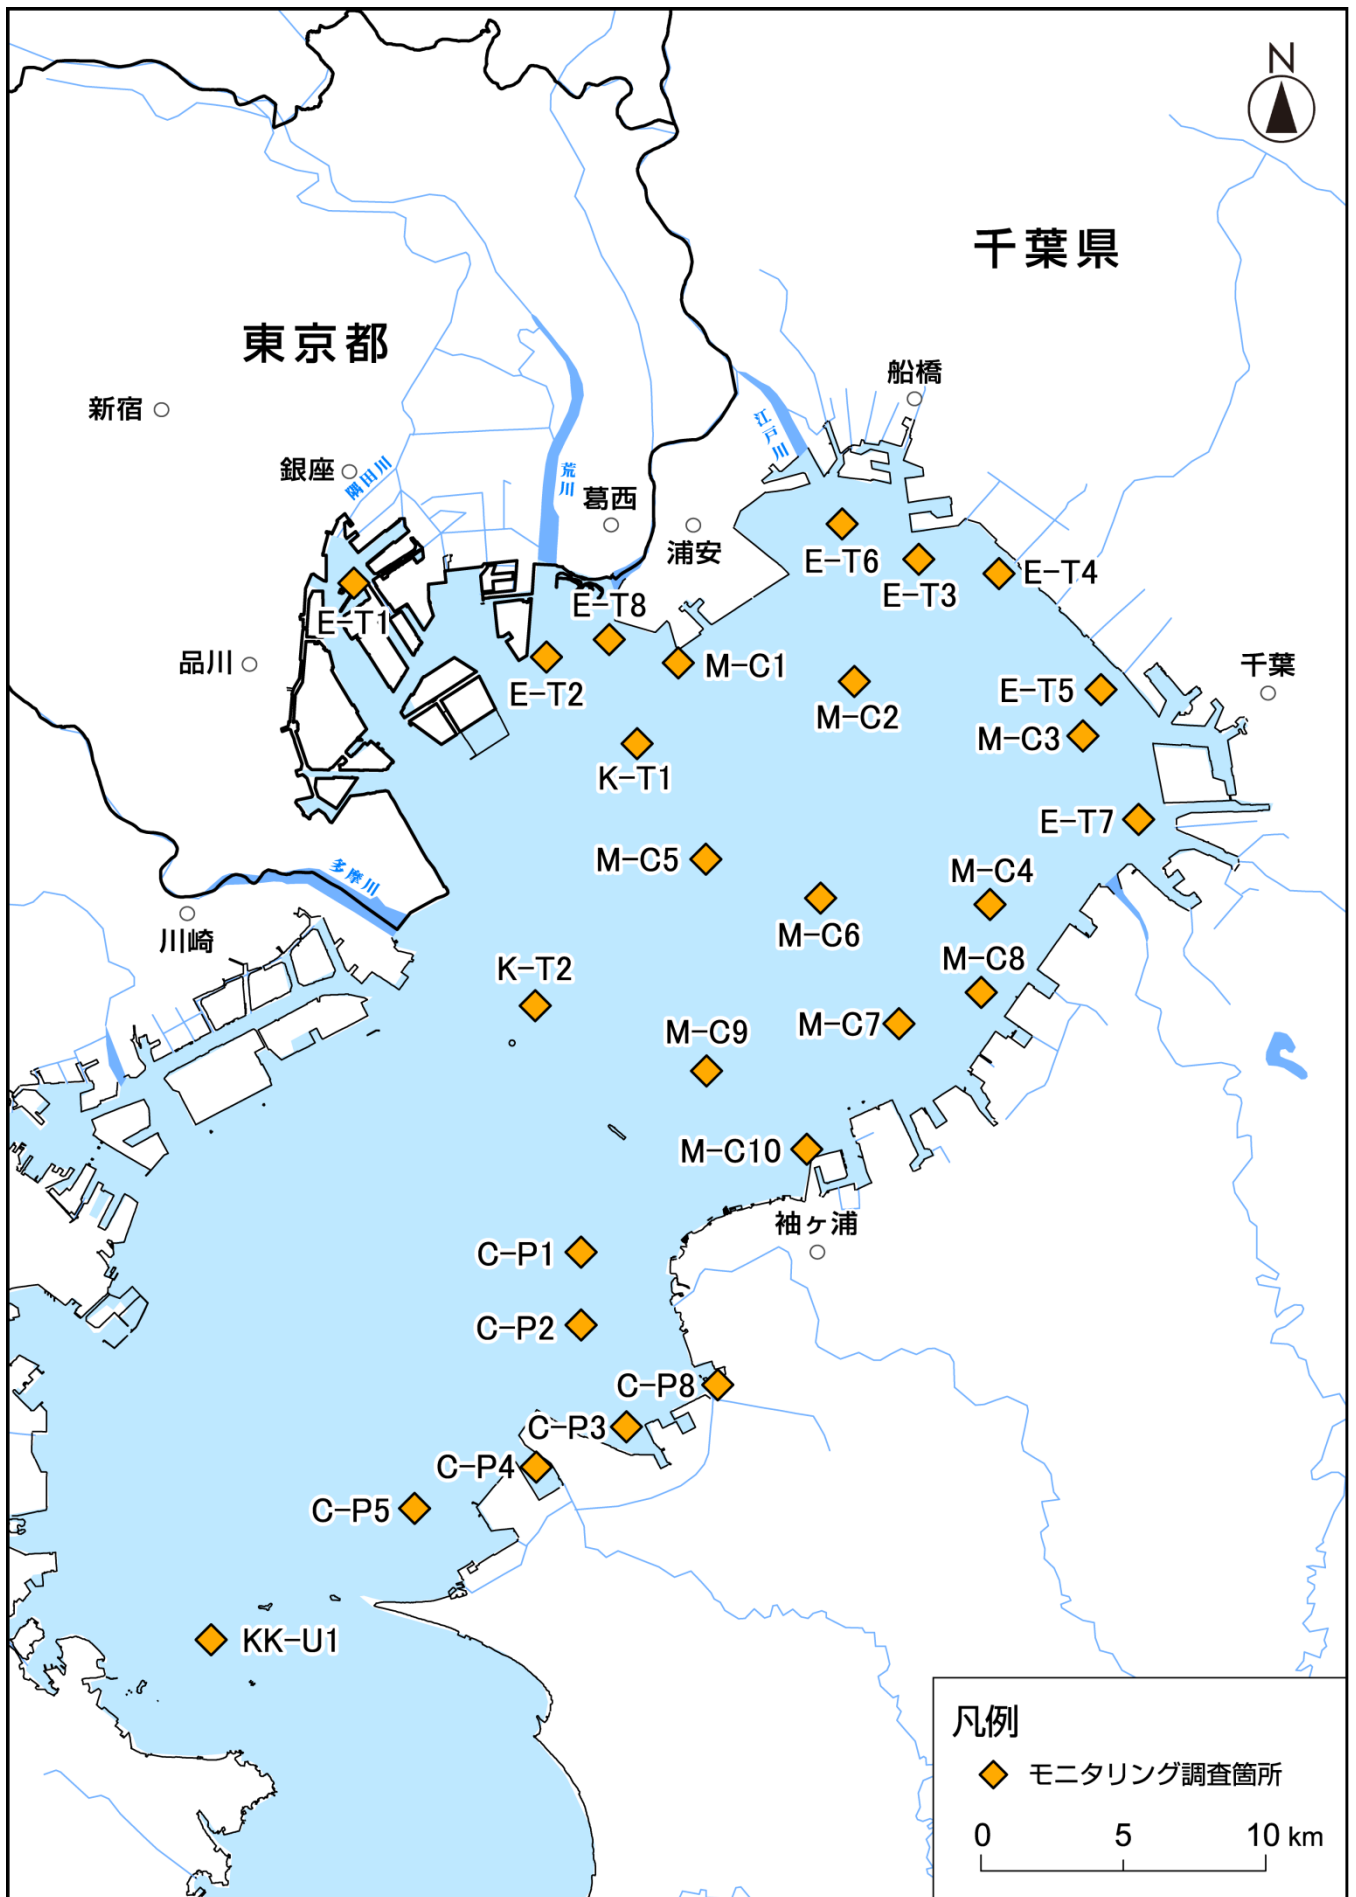 N
千葉県
東京都
船橋
新宿
江戸川
銀座
隅田川
荒川
葛西
浦安
E-T6
E-T3
E-T4
E-T1
E-T8
品川
E-T2
M-C1
M-C2
E-T5
千葉
M-C3
K-T1
E-T7
M-C5
多摩川
M-C4
M-C6
川崎
M-C8
K-T2
M-C7
M-C9
M-C10
袖ヶ浦
C-P1
C-P2
C-P8
C-P3
C-P4
C-P5
KK-U1
凡例
モニタリング調査箇所
0 5 10 km